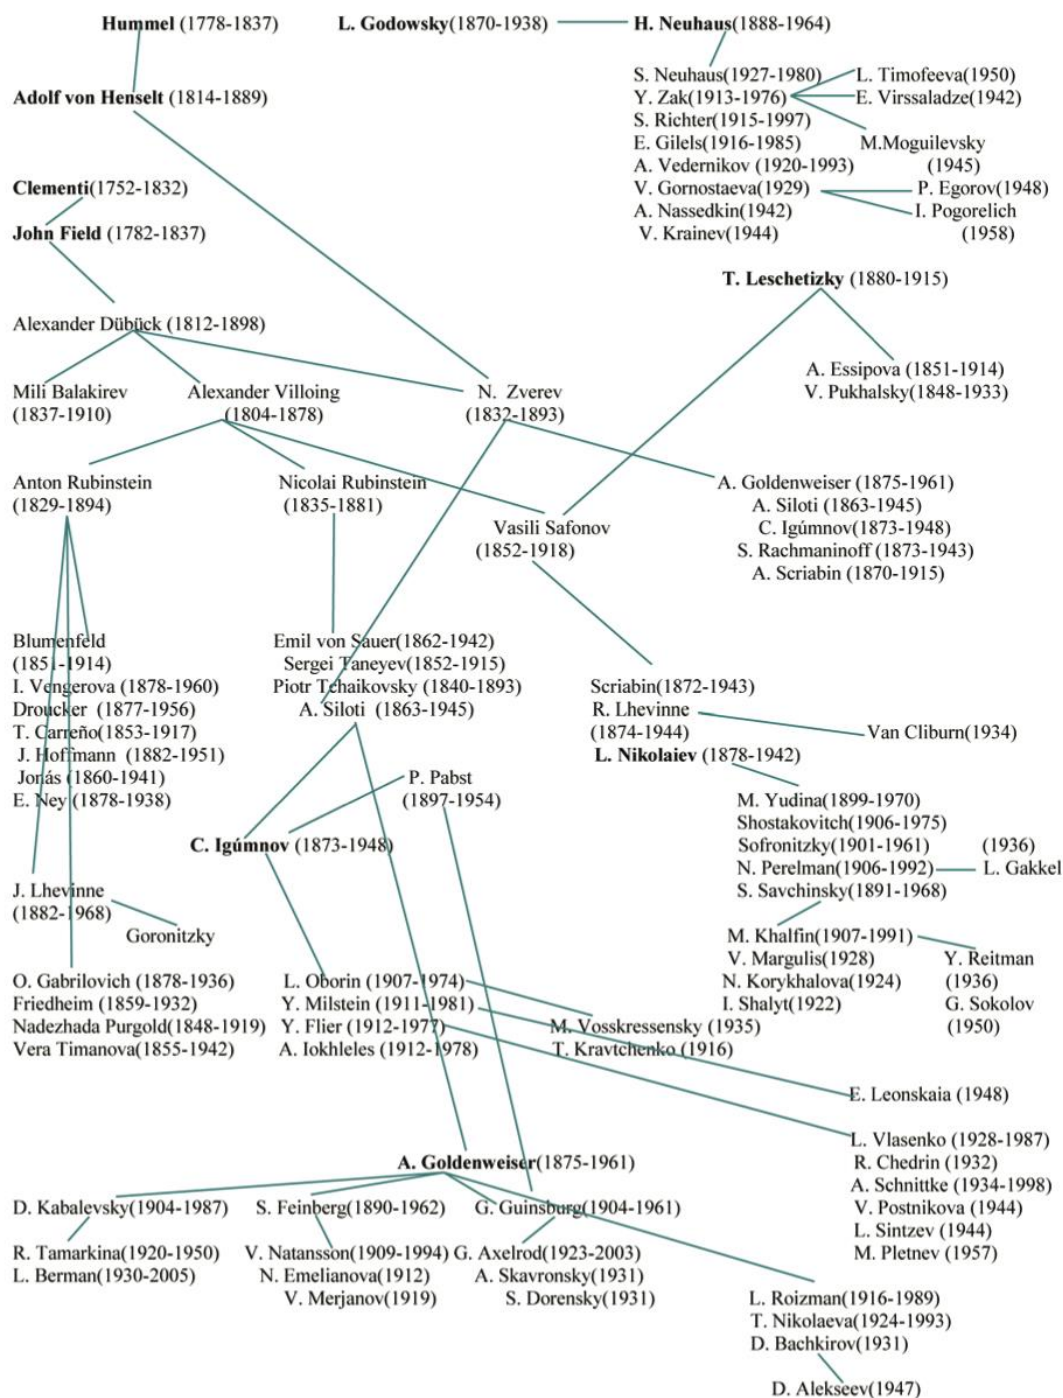 Hummel (1778-1837)
L. Godowsky(1870-1938)
H. Neuhaus(1888-1964)
S. Neuhaus(1927-1980)
L. Timofeeva(1950)
Adolf von Henselt (1814-1889)
Y. Zak(1913-1976)
E. Virssaladze(1942)
S. Richter(1915-1997)
E. Gilels(1916-1985)
M.Moguilevsky
(1945)
A. Vedernikov (1920-1993)
Clementi(1752-1832)
V. Gornostaeva(1929)
P. Egorov(1948)
A. Nassedkin(1942)
I. Pogorelich
(1958)
John Field (1782-1837)
V. Krainev(1944)
T. Leschetizky (1880-1915)
Alexander Dübück (1812-1898)
A. Essipova (1851-1914)
V. Pukhalsky(1848-1933)
Mili Balakirev
(1837-1910)
Alexander Villoing
(1804-1878)
N. Zverev
(1832-1893)
Anton Rubinstein
(1829-1894)
Nicolai Rubinstein
(1835-1881)
Vasili Safonov
(1852-1918)
A. Goldenweiser (1875-1961)
A. Siloti (1863-1945)
C. Igúmnov(1873-1948)
S. Rachmaninoff (1873-1943)
A. Scriabin (1870-1915)
Blumenfeld
(1851-1914)
I. Vengerova (1878-1960)
Droucker (1877-1956)
T. Carreño(1853-1917)
J. Hoffmann (1882-1951)
Jonás (1860-1941)
E. Ney (1878-1938)
Emil von Sauer(1862-1942)
Sergei Taneyev(1852-1915)
Piotr Tchaikovsky (1840-1893)
A. Siloti (1863-1945)
Scriabin(1872-1943)
R. Lhevinne
(1874-1944)
Van Cliburn(1934)
L. Nikolaiev (1878-1942)
P. Pabst
(1897-1954)
M. Yudina(1899-1970)
Shostakovitch(1906-1975)
Sofronitzky(1901-1961)
(1936)
N. Perelman(1906-1992)
L. Gakkel
S. Savchinsky(1891-1968)
C. Igúmnov (1873-1948)
J. Lhevinne
(1882-1968)
Goronitzky
M. Khalfin(1907-1991)
V. Margulis(1928)
N. Korykhalova(1924)
I. Shalyt(1922)
Y. Reitman
(1936)
G. Sokolov
(1950)
O. Gabrilovich (1878-1936)
Friedheim (1859-1932)
Nadezhada Purgold(1848-1919)
Vera Timanova(1855-1942)
L. Oborin (1907-1974)
Y. Milstein (1911-1981)
Y. Flier (1912-1977)
A. Iokhleles (1912-1978)
M. Vosskressensky (1935)
T. Kravtchenko (1916)
E. Leonskaia (1948)
L. Vlasenko (1928-1987)
R. Chedrin (1932)
A. Schnittke (1934-1998)
V. Postnikova (1944)
L. Sintzev (1944)
M. Pletnev (1957)
A. Goldenweiser(1875-1961)
D. Kabalevsky(1904-1987)
S. Feinberg(1890-1962)
G. Guinsburg(1904-1961)
R. Tamarkina(1920-1950)
L. Berman(1930-2005)
V. Natansson(1909-1994)
N. Emelianova(1912)
V. Merjanov(1919)
G. Axelrod(1923-2003)
A. Skavronsky(1931)
S. Dorensky(1931)
L. Roizman(1916-1989)
T. Nikolaeva(1924-1993)
D. Bachkirov(1931)
D. Alekseev(1947)